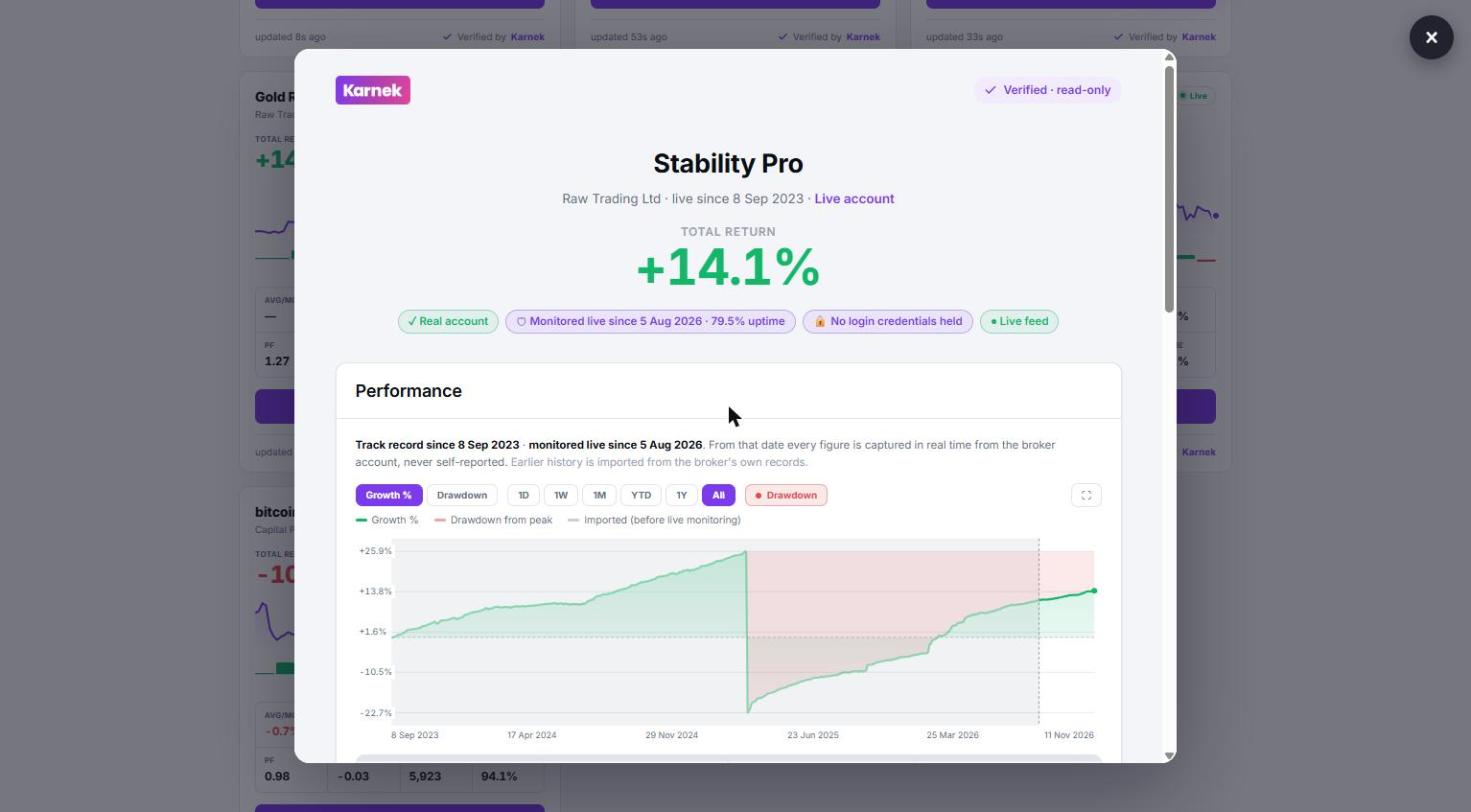 updated 8s ago ✓ Verified by Karnek updated 53s ago ✓ Verified by Karnek updated 33s ago ✓ Verified by Karnek
Karnek
✓ Verified · read-only
Gold
Raw
Live
TOTAL
+14
Stability Pro
Raw Trading Ltd · live since 8 Sep 2023 · Live account
TOTAL RETURN
+14.1%
✓ Real account Monitored live since 5 Aug 2026 · 79.5% uptime 🔒 No login credentials held ● Live feed
—
%
PF
1.27
%
Performance
Track record since 8 Sep 2023 · monitored live since 5 Aug 2026. From that date every figure is captured in real time from the broker
account, never self-reported. Earlier history is imported from the broker's own records.
updated
Karnek
Growth % Drawdown 1D 1W 1M YTD 1Y All ● Drawdown
Growth % Drawdown from peak Imported (before live monitoring)
+25.9%
+13.8%
+1.6%
-10.5%
-22.7%
8 Sep 2023 17 Apr 2024 29 Nov 2024 23 Jun 2025 25 Mar 2026 11 Nov 2026
Capital
TOTAL
-10
-0.7
PF
0.98 -0.03 5,923 94.1%